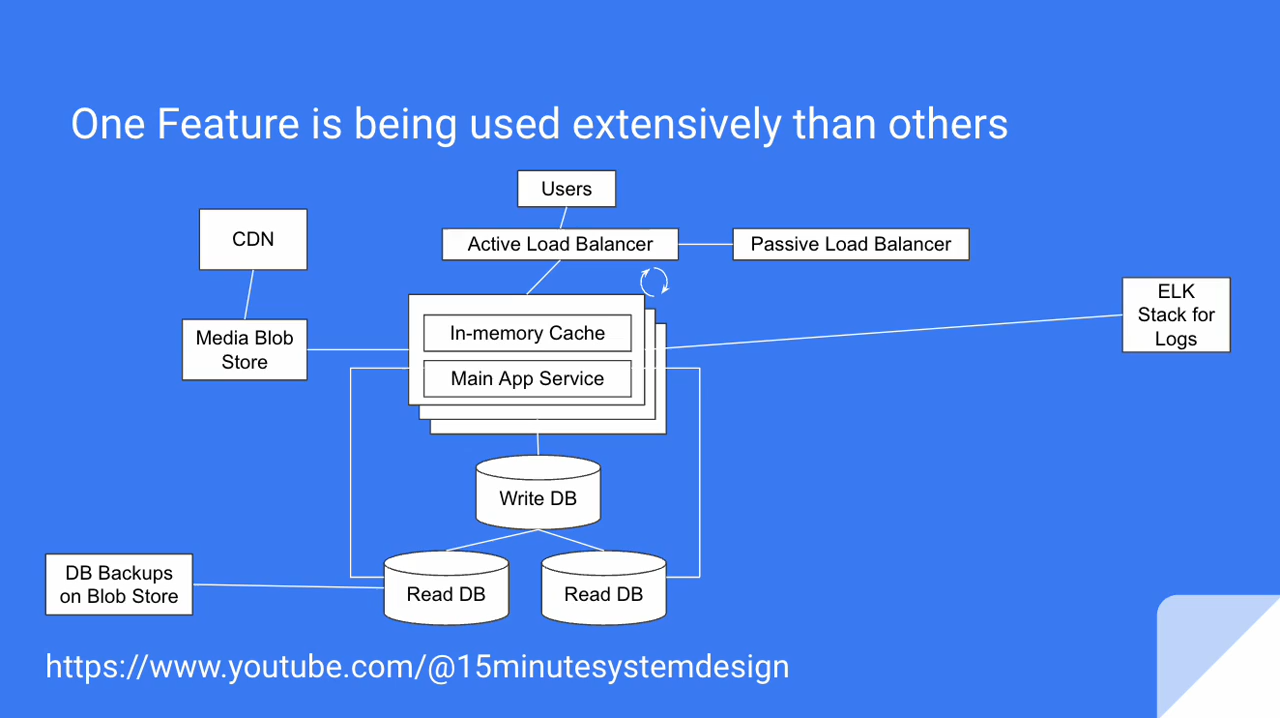 One Feature is being used extensively than others
Users
CDN
Active Load Balancer
Passive Load Balancer
ELK
Stack for
Logs
In-memory Cache
Media Blob
Store
Main App Service
Write DB
DB Backups
on Blob Store
Read DB
Read DB
https://www.youtube.com/@15minutesystemdesign